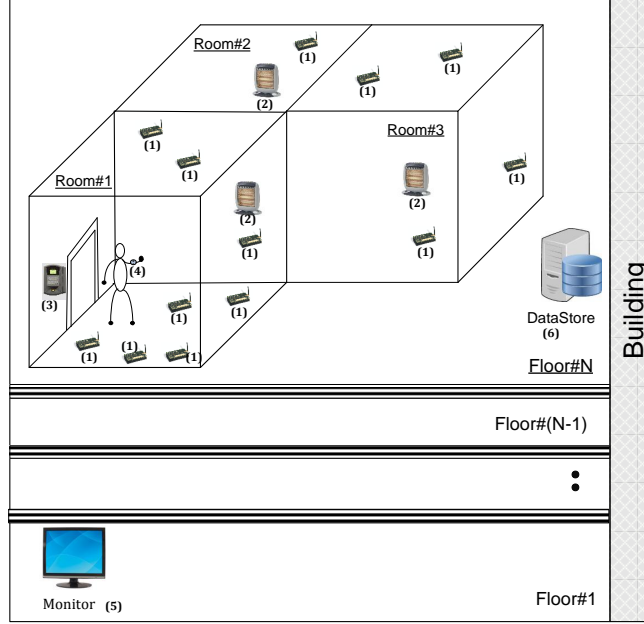 Room#2
(1)
(1)
(1)
(2)
(1)
Room#3
(1)
(1)
Room#1
(2)
(2)
(1)
(1)
(4)
(3)
(1)
(1)
(1)
(1)
(1)
DataStore
(6)
Floor#N
Floor#(N-1)
Monitor (5)
Floor#1
Building